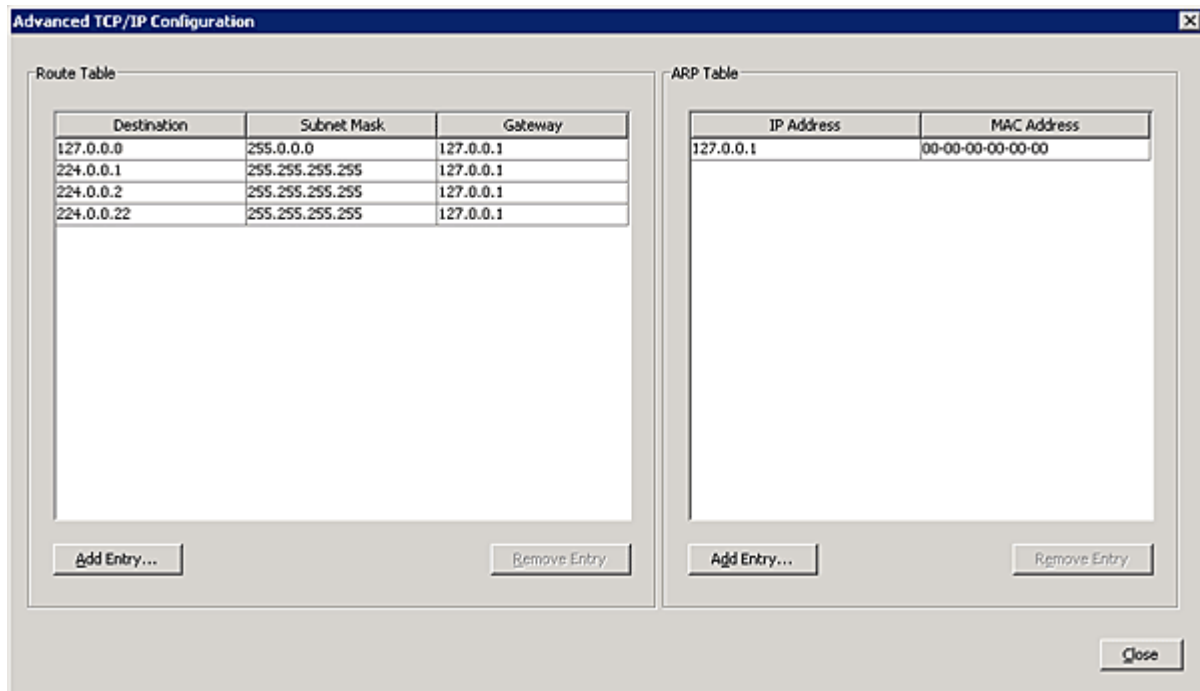 Advanced TCP/IP Configuration
Route Table
Destination Subnet Mask Gateway
127.0.0.0 255.0.0.0 127.0.0.1
224.0.0.1 255.255.255.255 127.0.0.1
224.0.0.2 255.255.255.255 127.0.0.1
224.0.0.22 255.255.255.255 127.0.0.1
Add Entry... Remove Entry
ARP Table
IP Address MAC Address
127.0.0.1 00-00-00-00-00-00
Add Entry... Remove Entry
Close